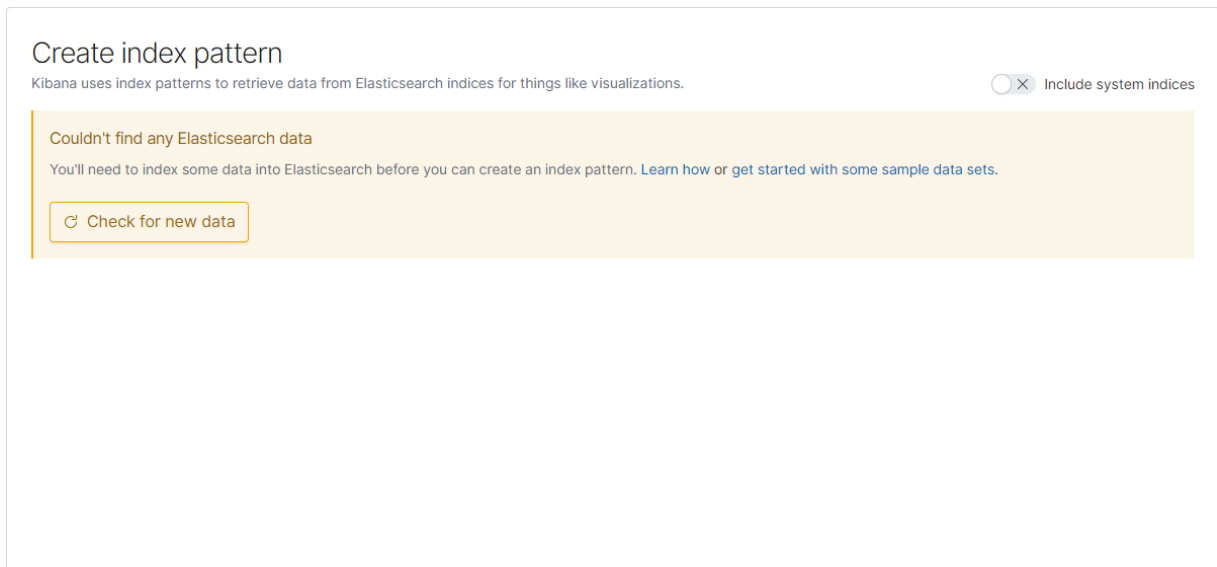 Create index pattern
Kibana uses index patterns to retrieve data from Elasticsearch indices for things like visualizations.
Include system indices
Couldn't find any Elasticsearch data
You'll need to index some data into Elasticsearch before you can create an index pattern. Learn how or get started with some sample data sets.
Check for new data